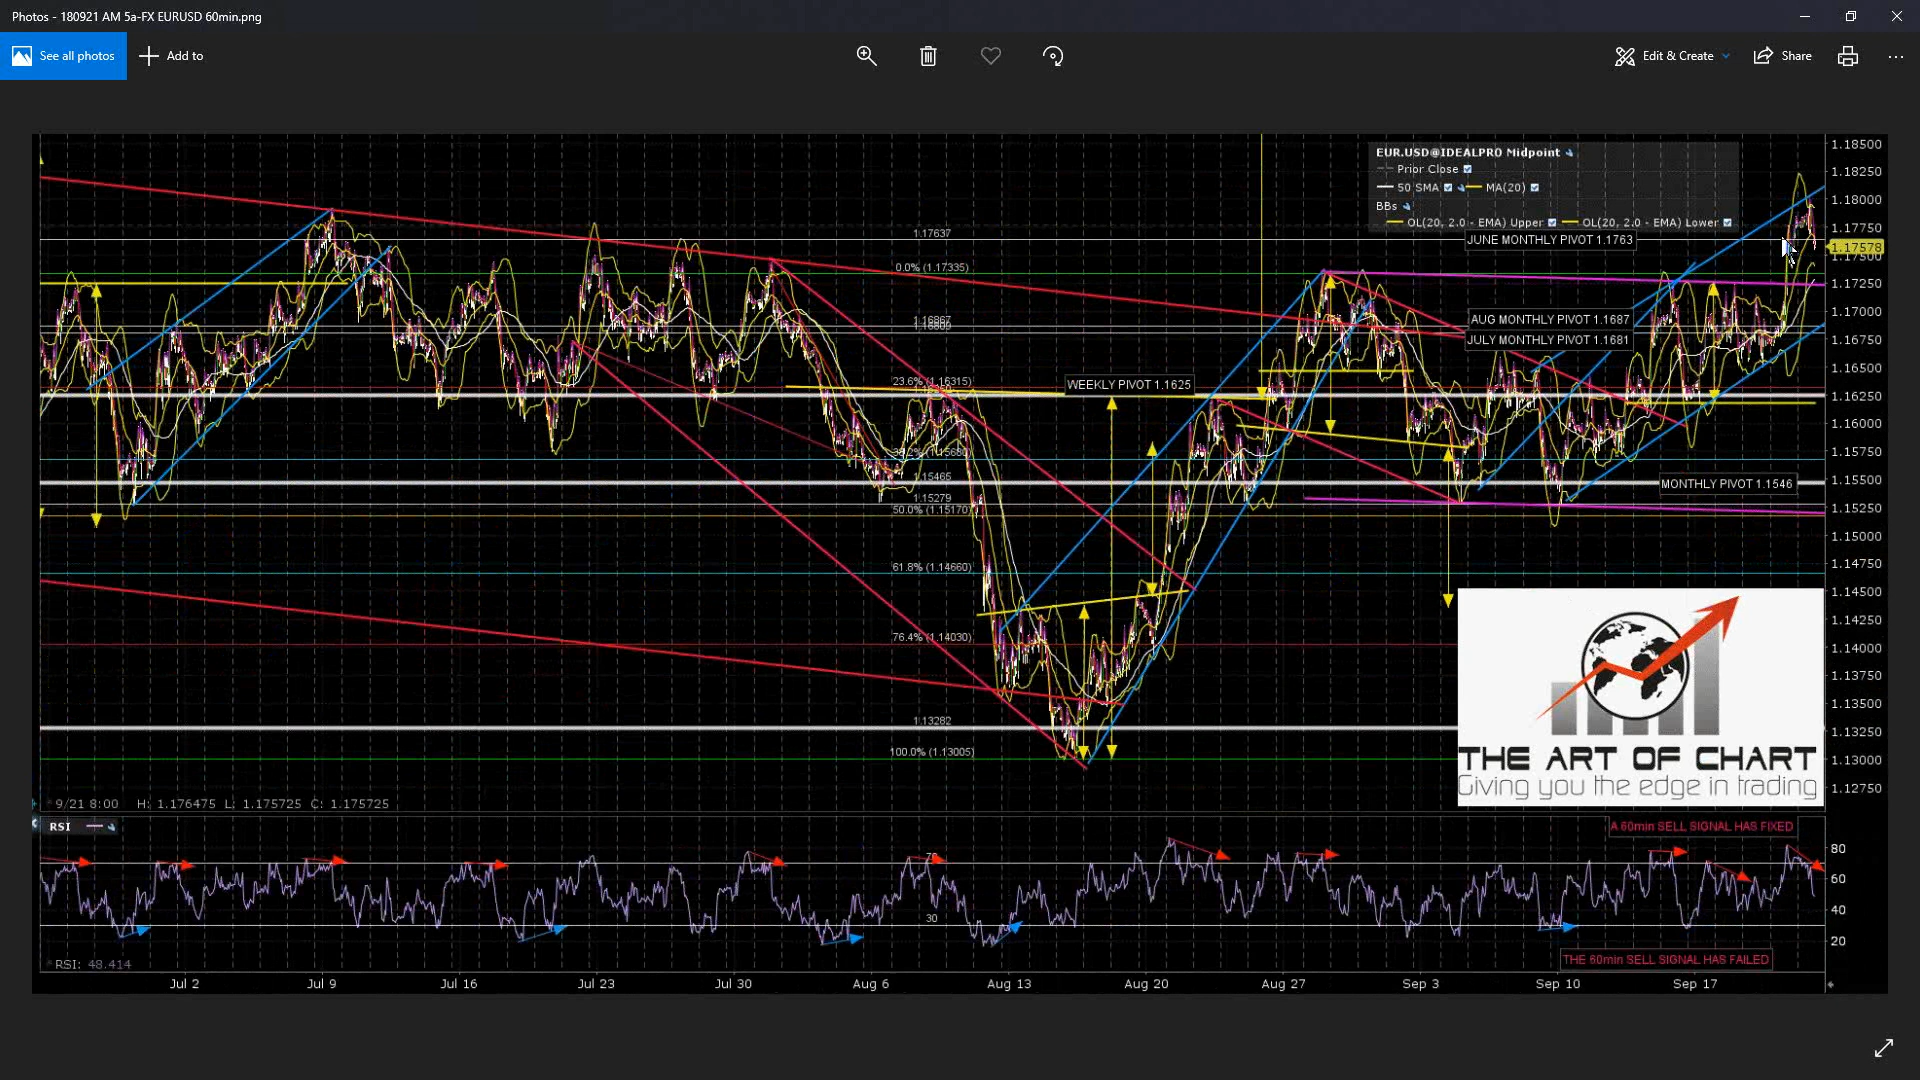 Photos - 180921 AM 5a-FX EURUSD 60min.png
See all photos
Add to
Edit & Create
Share
EUR.USD@IDEALPRO Midpoint
Prior Close
50 SMA MA(20)
BBs
OL(20, 2.0 - EMA) Upper OL(20, 2.0 - EMA) Lower
JUNE MONTHLY PIVOT 1.1763
AUG MONTHLY PIVOT 1.1687
JULY MONTHLY PIVOT 1.1681
WEEKLY PIVOT 1.1625
MONTHLY PIVOT 1.1546
1.17637
0.0% (1.17335)
1.16867
23.6% (1.16315)
1.15465
1.15279
50.0% (1.15170)
61.8% (1.14660)
76.4% (1.14030)
1.13282
100.0% (1.13005)
1.18500
1.18250
1.18000
1.17750
1.17578
1.17500
1.17250
1.17000
1.16750
1.16500
1.16250
1.16000
1.15750
1.15500
1.15250
1.15000
1.14750
1.14500
1.14250
1.14000
1.13750
1.13500
1.13250
1.13000
1.12750
THE ART OF CHART
Giving you the edge in trading
9/21 8:00 H: 1.176475 L: 1.175725 C: 1.175725
RSI
A 60min SELL SIGNAL HAS FIXED
70
30
80
60
40
20
THE 60min SELL SIGNAL HAS FAILED
RSI: 48.414
Jul 2
Jul 9
Jul 16
Jul 23
Jul 30
Aug 6
Aug 13
Aug 20
Aug 27
Sep 3
Sep 10
Sep 17